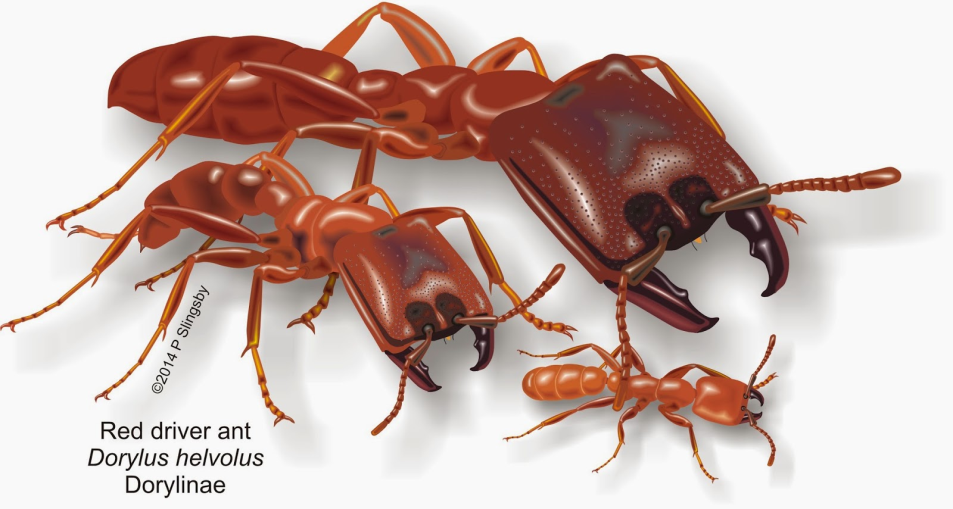 ©2014 P Slingsby
Red driver ant
Dorylus helvolus
Dorylinae